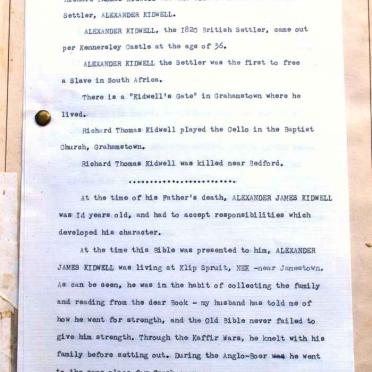 Settler, ALEXANDER KIDWELL.
ALEXANDER KIDWELL, the 1820 British Settler, came out
per Kennersley Castle at the age of 36.
ALEXANDER KIDWELL the Settler was the first to free
a Slave in South Africa.
There is a "Kidwell's Gate" in Grahamstown where he
lived.
Richard Thomas Kidwell played the Cello in the Baptist
Church, Grahamstown.
Richard Thomas Kidwell was killed near Bedford.
..............................
At the time of his Father's death, ALEXANDER JAMES KIDWELL
was years old, and had to accept responsibilities which
developed his character.
At the time this Bible was presented to him, ALEXANDER
JAMES KIDWELL was living at Klip Spruit, NEK -near Jamestown.
As can be seen, he was in the habit of collecting the family
and reading from the dear Book - my husband has told me of
how he went for strength, and the Old Bible never failed to
give him strength. Through the Kaffir Wars, he knelt with his
family before setting out. During the Anglo-Boer he went